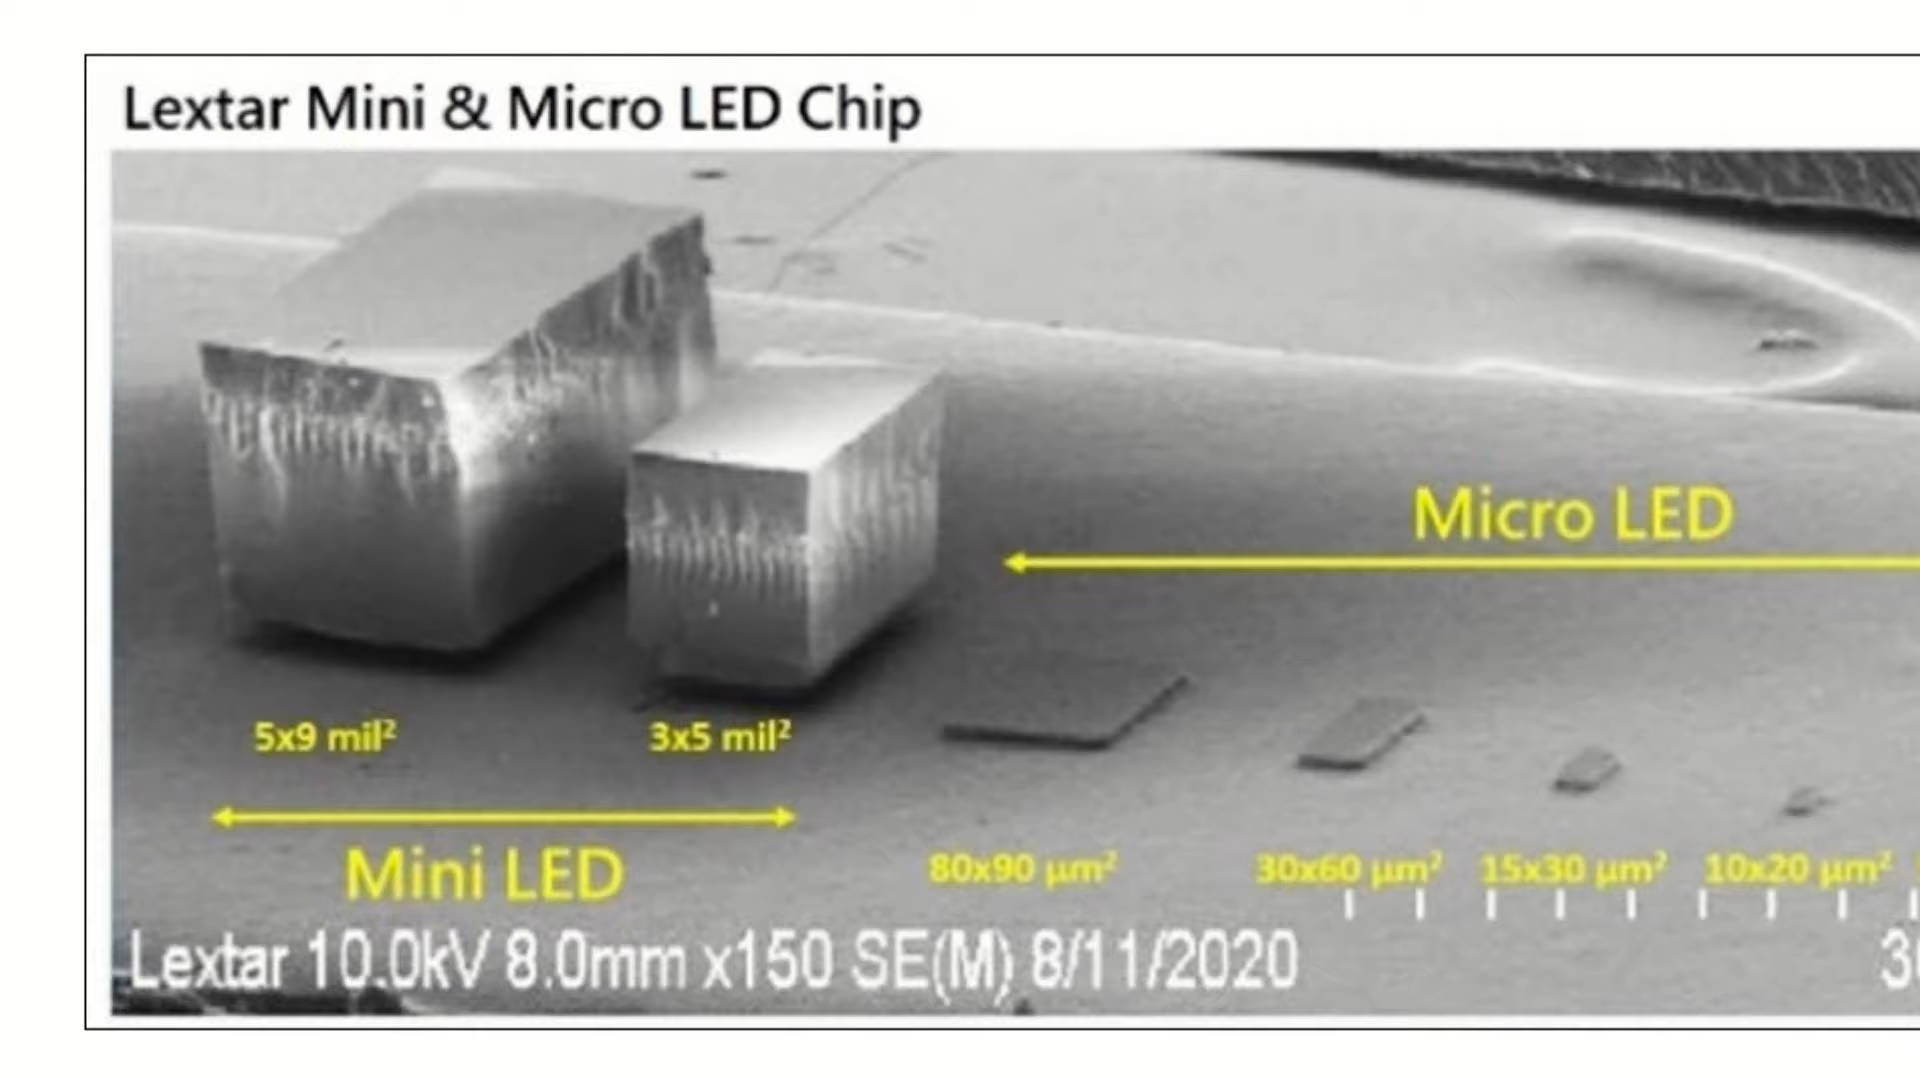 Lextar Mini & Micro LED Chip
Micro LED
5x9 mil²
3x5 mil²
Mini LED
80x90 µm²
30x60 µm²
15x30 µm²
10x20 µm²
Lextar 10.0kV 8.0mm x150 SE(M) 8/11/2020